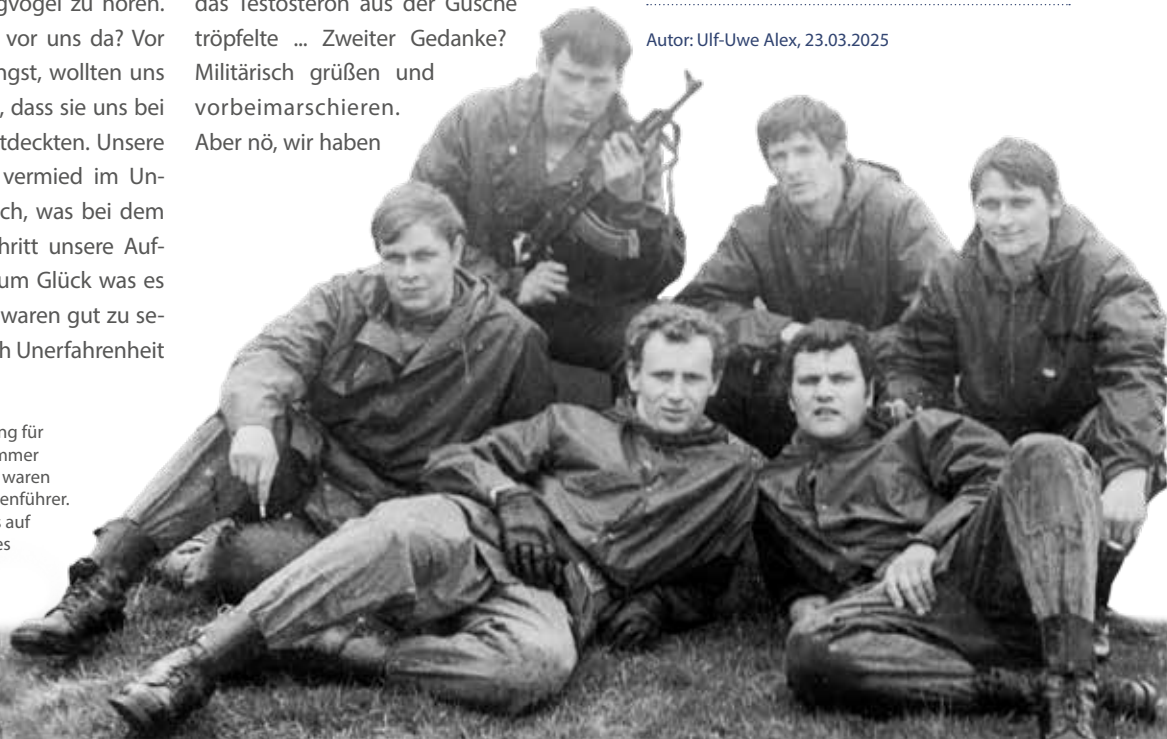 gvögel zu hören.
vor uns da? Vor
ngst, wollten uns
, dass sie uns bei
tdeckten. Unsere
vermied im Un-
ch, was bei dem
hritt unsere Auf-
um Glück was es
waren gut zu se-
h Unerfahrenheit
ng für
mmer
waren
enführer.
s auf
es
das Testosteron aus der Gusche
tröpfelte ... Zweiter Gedanke?
Militärisch grüßen und
vorbeimarschieren.
Aber nö, wir haben
Autor: Ulf-Uwe Alex, 23.03.2025